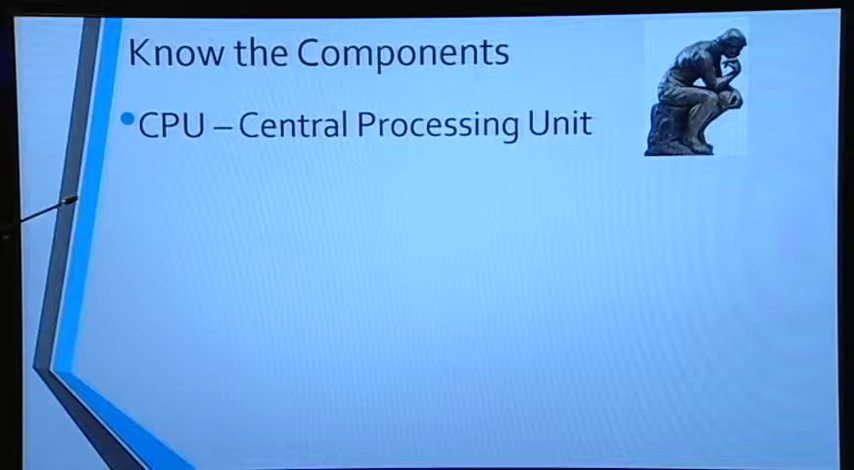 Know the Components
•CPU – Central Processing Unit